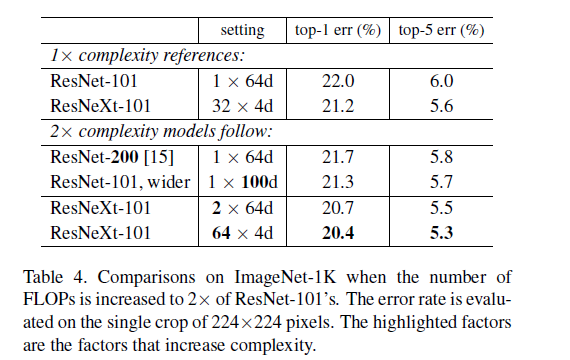 setting top-1 err (%) top-5 err (%)
1× complexity references:
ResNet-101 1 × 64d 22.0 6.0
ResNeXt-101 32 × 4d 21.2 5.6
2× complexity models follow:
ResNet-200 [15] 1 × 64d 21.7 5.8
ResNet-101, wider 1 × 100d 21.3 5.7
ResNeXt-101 2 × 64d 20.7 5.5
ResNeXt-101 64 × 4d 20.4 5.3
Table 4. Comparisons on ImageNet-1K when the number of
FLOPs is increased to 2× of ResNet-101's. The error rate is evalu-
ated on the single crop of 224×224 pixels. The highlighted factors
are the factors that increase complexity.